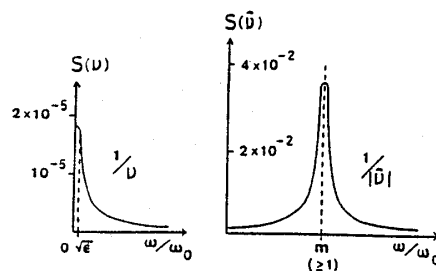 S(ν)
2×10⁻⁵
10⁻⁵
1/ν
0 √ε ω/ω₀
S(ν̂)
4×10⁻²
2×10⁻²
1/|ν̂|
m ω/ω₀
(≥1)